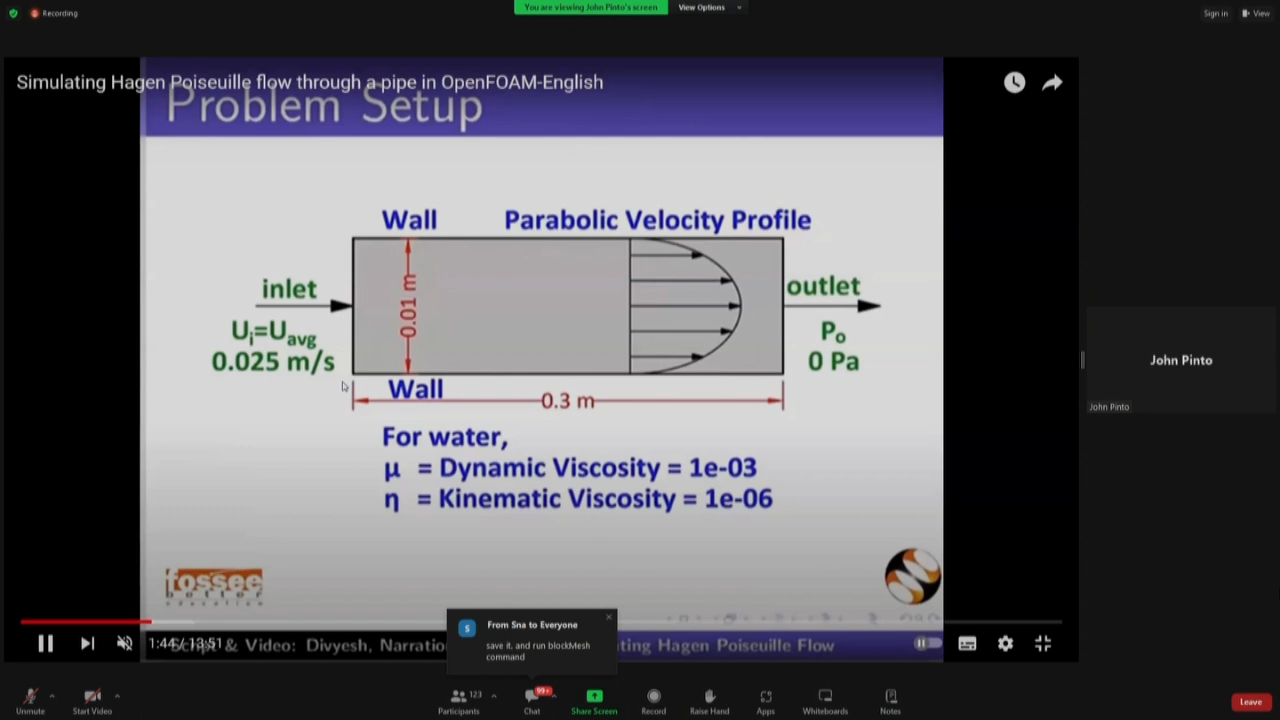 Recording
You are viewing John Pinto's screen
View Options
Sign in
View
Simulating Hagen Poiseuille flow through a pipe in OpenFOAM-English
Problem Setup
Wall
Parabolic Velocity Profile
inlet
0.01 m
outlet
Ui=Uavg
Po
0.025 m/s
0 Pa
Wall
0.3 m
For water,
μ = Dynamic Viscosity = 1e-03
η = Kinematic Viscosity = 1e-06
John Pinto
John Pinto
fossee
From Sna to Everyone
S
save it. and run blockMesh
command
1:44 / 13:51
& Video: Divyesh, Narratio
ting Hagen Poiseuille Flow
Unmute
Start Video
Participants
123
Chat
99+
Share Screen
Record
Raise Hand
Apps
Whiteboards
Notes
Leave